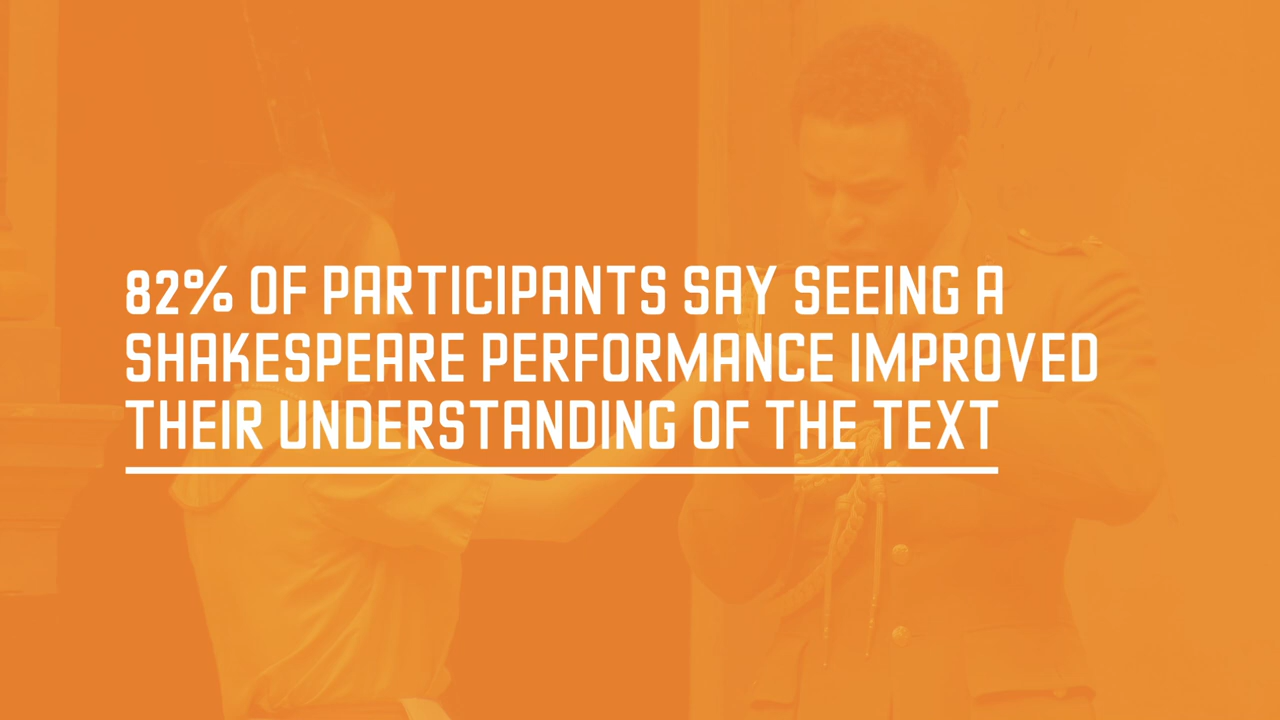 82% OF PARTICIPANTS SAY SEEING A
SHAKESPEARE PERFORMANCE IMPROVED
THEIR UNDERSTANDING OF THE TEXT